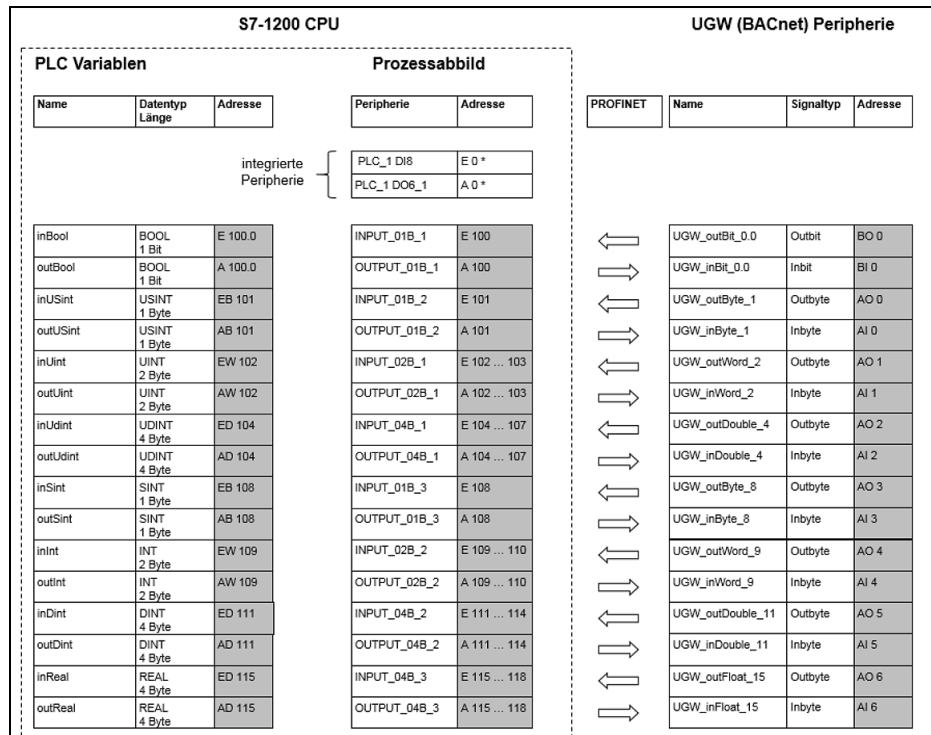 S7-1200 CPU UGW (BACnet) Peripherie
PLC Variablen Prozessabbild
Name Datentyp Adresse Peripherie Adresse PROFINET Name Signaltyp Adresse
Länge
integrierte PLC_1 DI8 E 0 *
Peripherie PLC_1 DO6_1 A 0 *
inBool BOOL E 100.0 INPUT_01B_1 E 100 UGW_outBit_0.0 Outbit BO 0
1 Bit
outBool BOOL A 100.0 OUTPUT_01B_1 A 100 UGW_inBit_0.0 Inbit BI 0
1 Bit
inUSint USINT EB 101 INPUT_01B_2 E 101 UGW_outByte_1 Outbyte AO 0
1 Byte
outUSint USINT AB 101 OUTPUT_01B_2 A 101 UGW_inByte_1 Inbyte AI 0
1 Byte
inUint UINT EW 102 INPUT_02B_1 E 102 ... 103 UGW_outWord_2 Outbyte AO 1
2 Byte
outUint UINT AW 102 OUTPUT_02B_1 A 102 ... 103 UGW_inWord_2 Inbyte AI 1
2 Byte
inUdint UDINT ED 104 INPUT_04B_1 E 104 ... 107 UGW_outDouble_4 Outbyte AO 2
4 Byte
outUdint UDINT AD 104 OUTPUT_04B_1 A 104 ... 107 UGW_inDouble_4 Inbyte AI 2
4 Byte
inSint SINT EB 108 INPUT_01B_3 E 108 UGW_outByte_8 Outbyte AO 3
1 Byte
outSint SINT AB 108 OUTPUT_01B_3 A 108 UGW_inByte_8 Inbyte AI 3
1 Byte
inInt INT EW 109 INPUT_02B_2 E 109 ... 110 UGW_outWord_9 Outbyte AO 4
2 Byte
outInt INT AW 109 OUTPUT_02B_2 A 109 ... 110 UGW_inWord_9 Inbyte AI 4
2 Byte
inDint DINT ED 111 INPUT_04B_2 E 111 ... 114 UGW_outDouble_11 Outbyte AO 5
4 Byte
outDint DINT AD 111 OUTPUT_04B_2 A 111 ... 114 UGW_inDouble_11 Inbyte AI 5
4 Byte
inReal REAL ED 115 INPUT_04B_3 E 115 ... 118 UGW_outFloat_15 Outbyte AO 6
4 Byte
outReal REAL AD 115 OUTPUT_04B_3 A 115 ... 118 UGW_inFloat_15 Inbyte AI 6
4 Byte